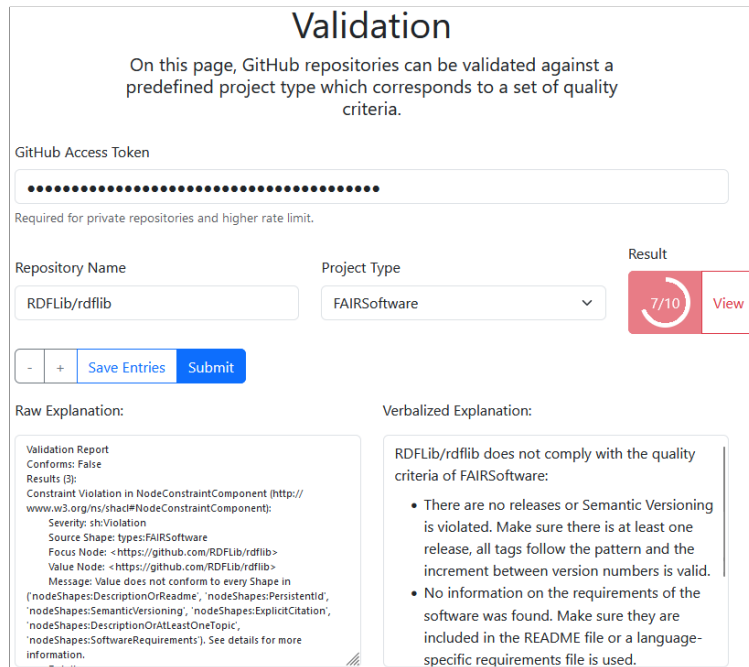 Validation
On this page, GitHub repositories can be validated against a
predefined project type which corresponds to a set of quality
criteria.
GitHub Access Token
Required for private repositories and higher rate limit.
Repository Name
Project Type
Result
RDFLib/rdflib
FAIRSoftware
7/10
View
-
+
Save Entries
Submit
Raw Explanation:
Validation Report
Conforms: False
Results (3):
Constraint Violation in NodeConstraintComponent (http://
www.w3.org/ns/shacl#NodeConstraintComponent):
Severity: sh:Violation
Source Shape: types:FAIRSoftware
Focus Node: <https://github.com/RDFLib/rdflib>
Value Node: <https://github.com/RDFLib/rdflib>
Message: Value does not conform to every Shape in
('nodeShapes:DescriptionOrReadme', 'nodeShapes:PersistentId',
'nodeShapes:SemanticVersioning', 'nodeShapes:ExplicitCitation',
'nodeShapes:DescriptionOrAtLeastOneTopic',
'nodeShapes:SoftwareRequirements'). See details for more
information.
Verbalized Explanation:
RDFLib/rdflib does not comply with the quality
criteria of FAIRSoftware:
• There are no releases or Semantic Versioning
is violated. Make sure there is at least one
release, all tags follow the pattern and the
increment between version numbers is valid.
• No information on the requirements of the
software was found. Make sure they are
included in the README file or a language-
specific requirements file is used.